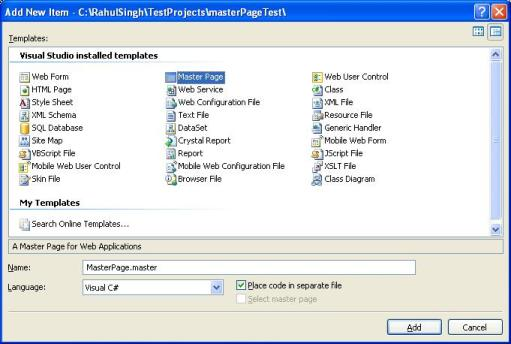 Add New Item - C:\RahulSingh\TestProjects\masterPageTest\
Templates:
Visual Studio installed templates
Web Form Master Page Web User Control
HTML Page Web Service Class
Style Sheet Web Configuration File XML File
XML Schema Text File Resource File
SQL Database DataSet Generic Handler
Site Map Crystal Report Mobile Web Form
VBScript File Report JScript File
Mobile Web User Control Mobile Web Configuration File XSLT File
Skin File Browser File Class Diagram
My Templates
Search Online Templates...
A Master Page for Web Applications
Name: MasterPage.master
Language: Visual C# Place code in separate file
Select master page
Add Cancel